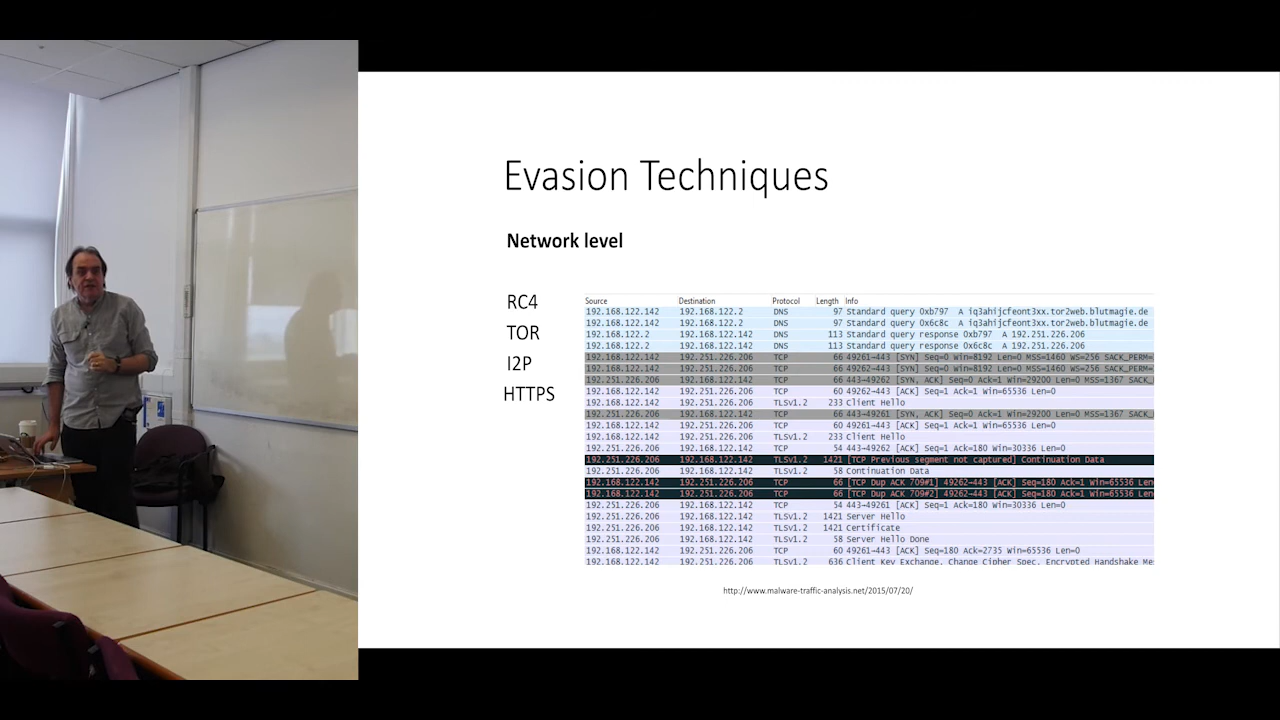 Evasion Techniques
Network level
RC4
TOR
I2P
HTTPS
Source Destination Protocol Length Info
192.168.122.142 192.168.122.2 DNS 97 Standard query 0xb797 A iq3ahijcfeont3xx.tor2web.blutmagie.de
192.168.122.142 192.168.122.2 DNS 97 Standard query 0x6c8c A iq3ahijcfeont3xx.tor2web.blutmagie.de
192.168.122.2 192.168.122.142 DNS 113 Standard query response 0xb797 A 192.251.226.206
192.168.122.2 192.168.122.142 DNS 113 Standard query response 0x6c8c A 192.251.226.206
192.168.122.142 192.251.226.206 TCP 66 49261→443 [SYN] Seq=0 Win=8192 Len=0 MSS=1460 WS=256 SACK_PERM=
192.168.122.142 192.251.226.206 TCP 66 49262→443 [SYN] Seq=0 Win=8192 Len=0 MSS=1460 WS=256 SACK_PERM=
192.251.226.206 192.168.122.142 TCP 66 443→49262 [SYN, ACK] Seq=0 Ack=1 Win=29200 Len=0 MSS=1367 SACK_
192.168.122.142 192.251.226.206 TCP 60 49262→443 [ACK] Seq=1 Ack=1 Win=65536 Len=0
192.168.122.142 192.251.226.206 TLSv1.2 233 Client Hello
192.251.226.206 192.168.122.142 TCP 66 443→49261 [SYN, ACK] Seq=0 Ack=1 Win=29200 Len=0 MSS=1367 SACK_
192.168.122.142 192.251.226.206 TCP 60 49261→443 [ACK] Seq=1 Ack=1 Win=65536 Len=0
192.168.122.142 192.251.226.206 TLSv1.2 233 Client Hello
192.251.226.206 192.168.122.142 TCP 54 443→49262 [ACK] Seq=1 Ack=180 Win=30336 Len=0
192.251.226.206 192.168.122.142 TLSv1.2 1421 [TCP Previous segment not captured] Continuation Data
192.251.226.206 192.168.122.142 TLSv1.2 58 Continuation Data
192.168.122.142 192.251.226.206 TCP 66 [TCP Dup ACK 709#1] 49262→443 [ACK] Seq=180 Ack=1 Win=65536 Len
192.168.122.142 192.251.226.206 TCP 66 [TCP Dup ACK 709#2] 49262→443 [ACK] Seq=180 Ack=1 Win=65536 Len
192.251.226.206 192.168.122.142 TCP 54 443→49261 [ACK] Seq=1 Ack=180 Win=30336 Len=0
192.251.226.206 192.168.122.142 TLSv1.2 1421 Server Hello
192.251.226.206 192.168.122.142 TLSv1.2 1421 Certificate
192.251.226.206 192.168.122.142 TLSv1.2 58 Server Hello Done
192.168.122.142 192.251.226.206 TCP 60 49261→443 [ACK] Seq=180 Ack=2735 Win=65536 Len=0
192.168.122.142 192.251.226.206 TLSv1.2 636 Client Key Exchange, Change Cipher Spec, Encrypted Handshake Me
http://www.malware-traffic-analysis.net/2015/07/20/